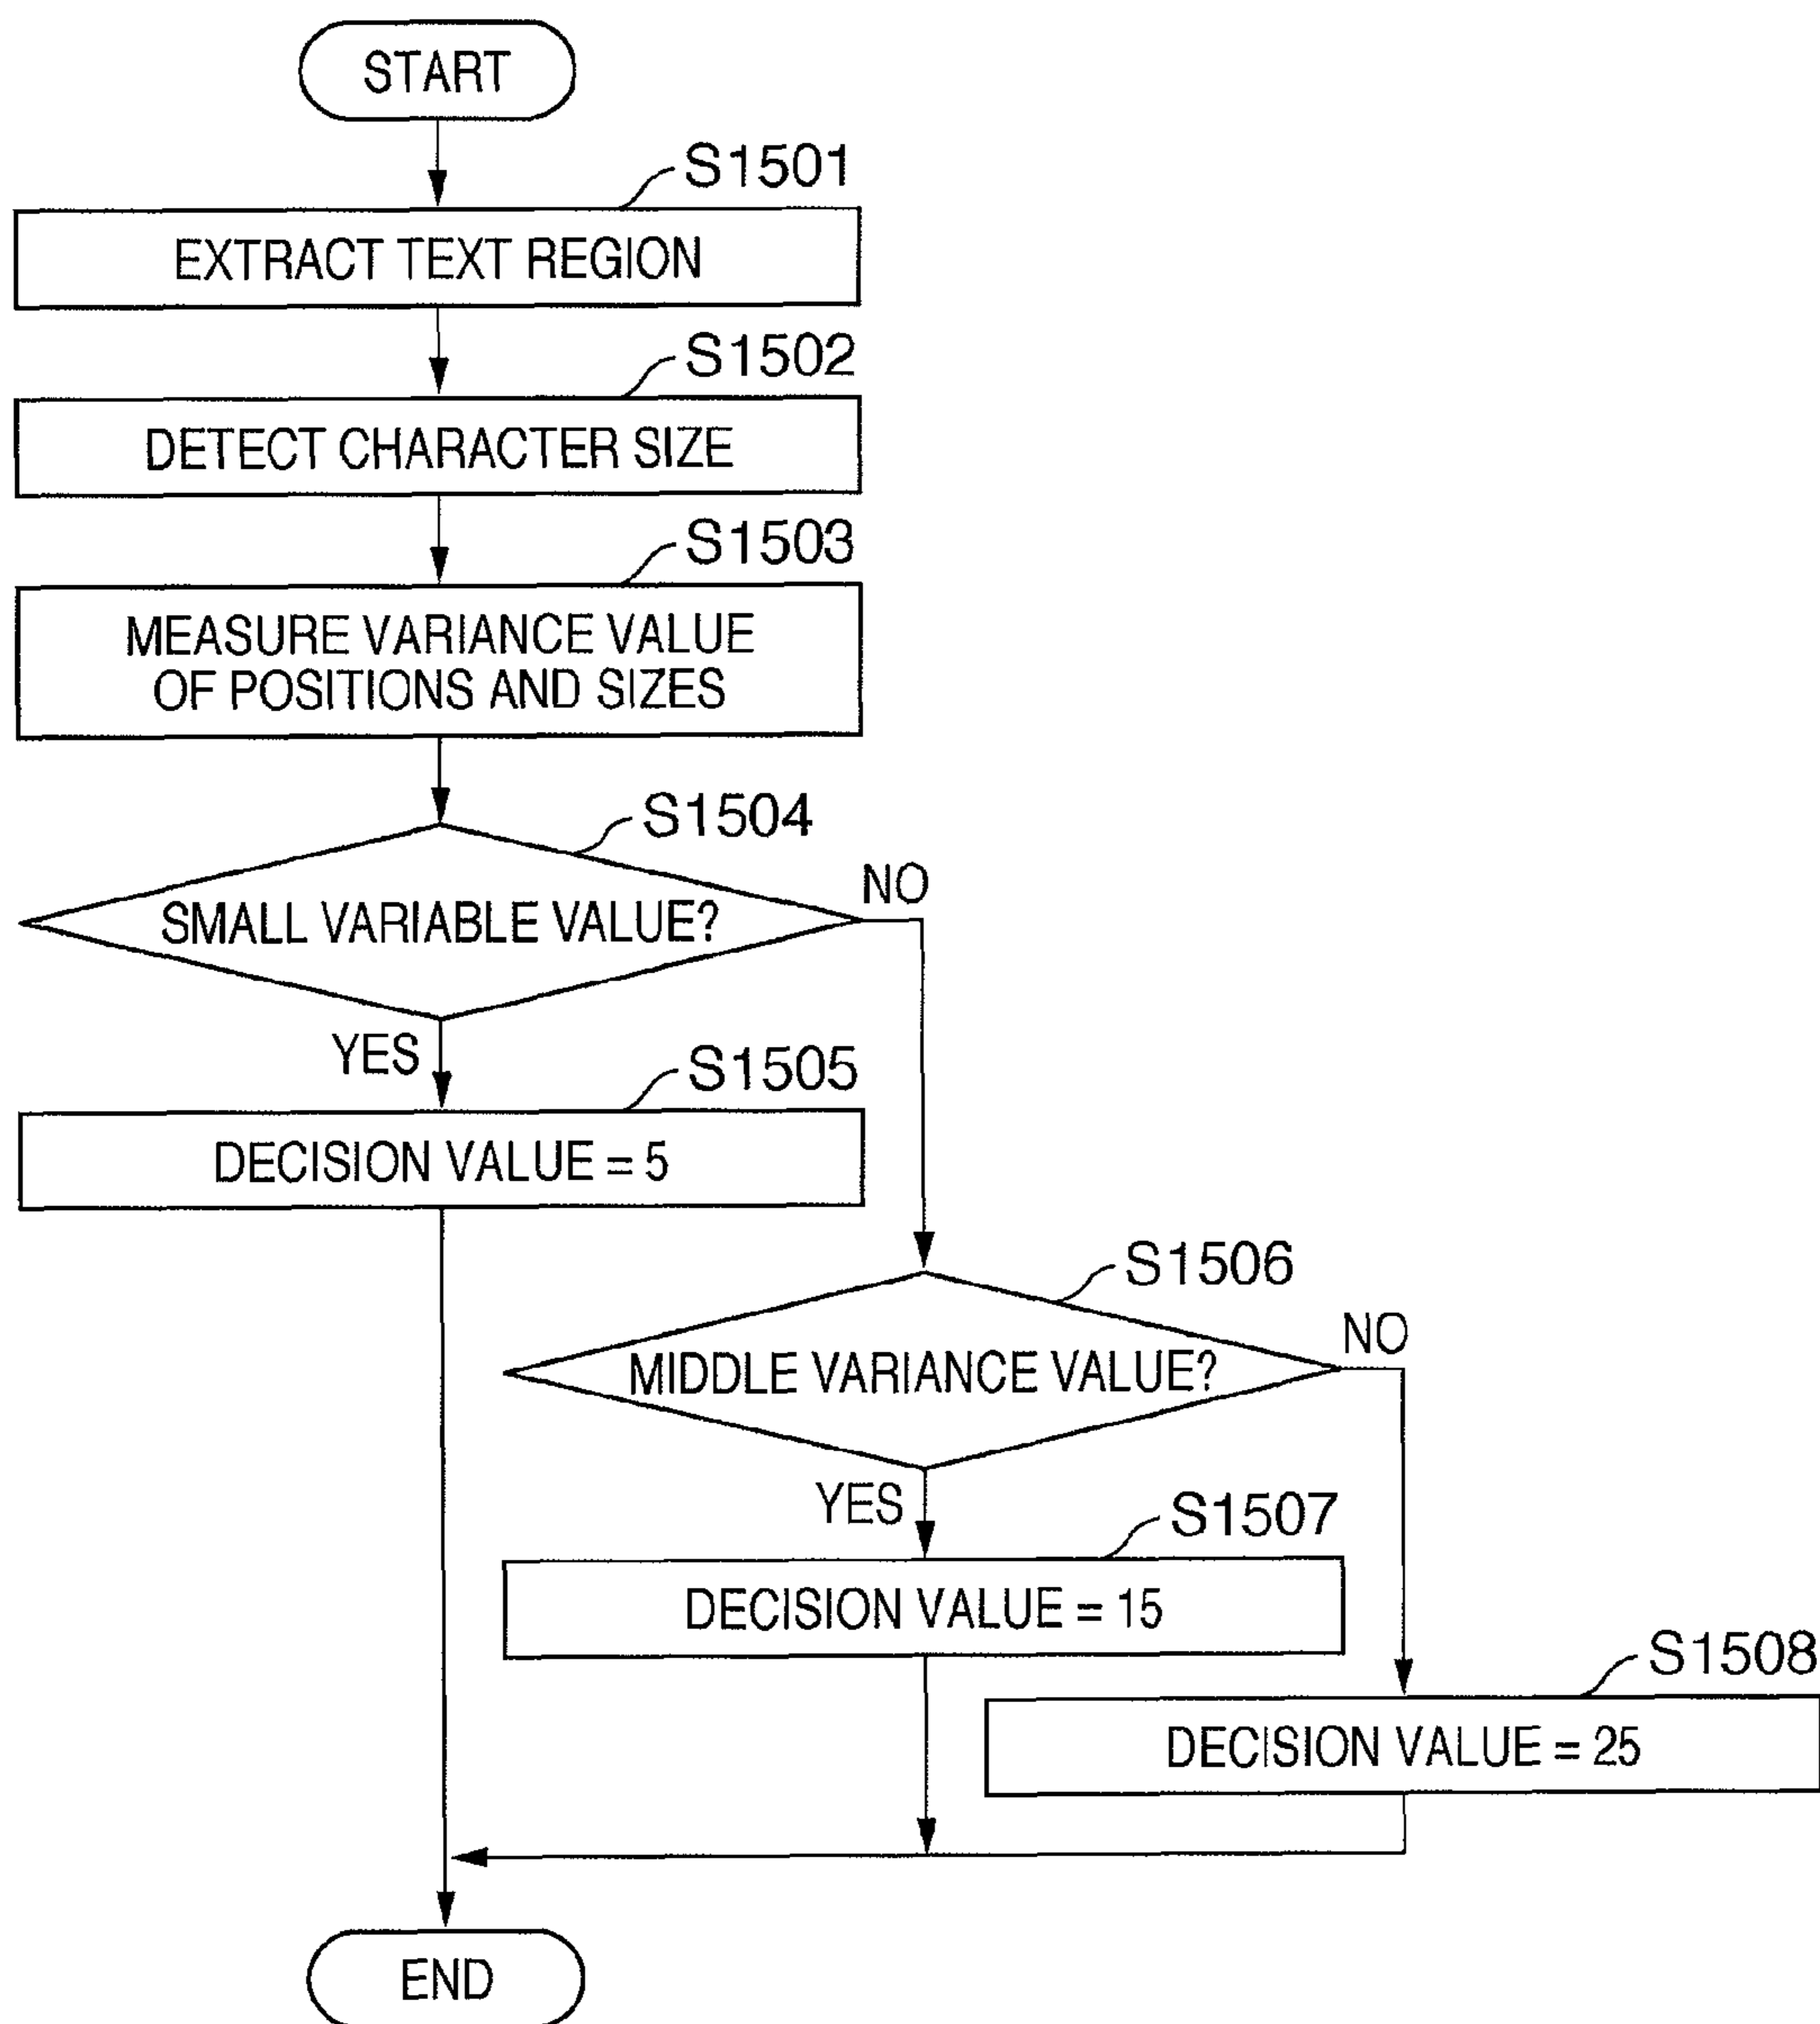 START
S1501
EXTRACT TEXT REGION
S1502
DETECT CHARACTER SIZE
S1503
MEASURE VARIANCE VALUE
OF POSITIONS AND SIZES
S1504
SMALL VARIABLE VALUE?
NO
YES
S1505
DECISION VALUE = 5
S1506
MIDDLE VARIANCE VALUE?
NO
YES
S1507
DECISION VALUE = 15
S1508
DECISION VALUE = 25
END